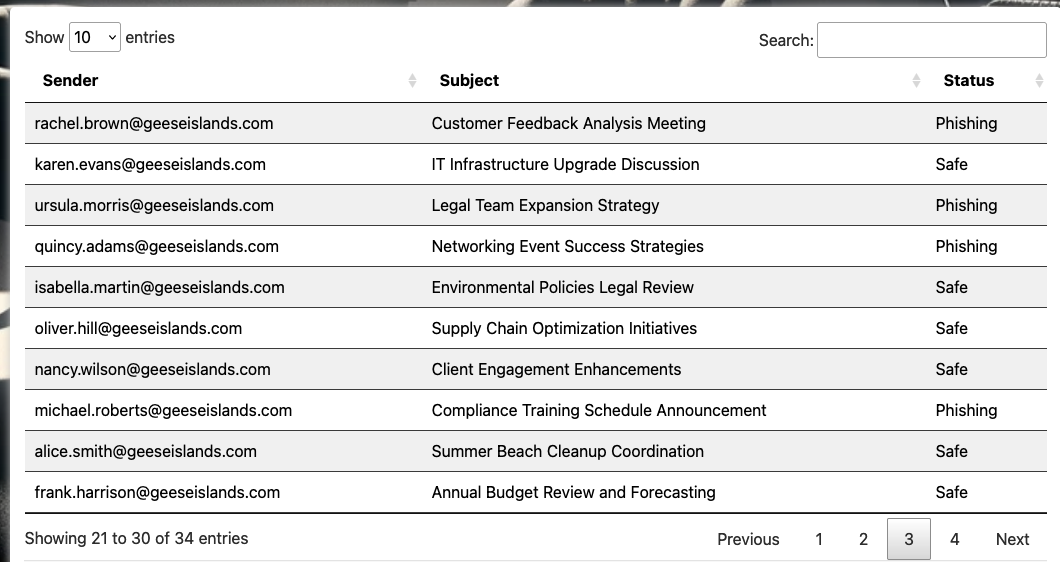 Show 10 entries Search:
Sender Subject Status
rachel.brown@geeseislands.com Customer Feedback Analysis Meeting Phishing
karen.evans@geeseislands.com IT Infrastructure Upgrade Discussion Safe
ursula.morris@geeseislands.com Legal Team Expansion Strategy Phishing
quincy.adams@geeseislands.com Networking Event Success Strategies Phishing
isabella.martin@geeseislands.com Environmental Policies Legal Review Safe
oliver.hill@geeseislands.com Supply Chain Optimization Initiatives Safe
nancy.wilson@geeseislands.com Client Engagement Enhancements Safe
michael.roberts@geeseislands.com Compliance Training Schedule Announcement Phishing
alice.smith@geeseislands.com Summer Beach Cleanup Coordination Safe
frank.harrison@geeseislands.com Annual Budget Review and Forecasting Safe
Showing 21 to 30 of 34 entries Previous 1 2 3 4 Next